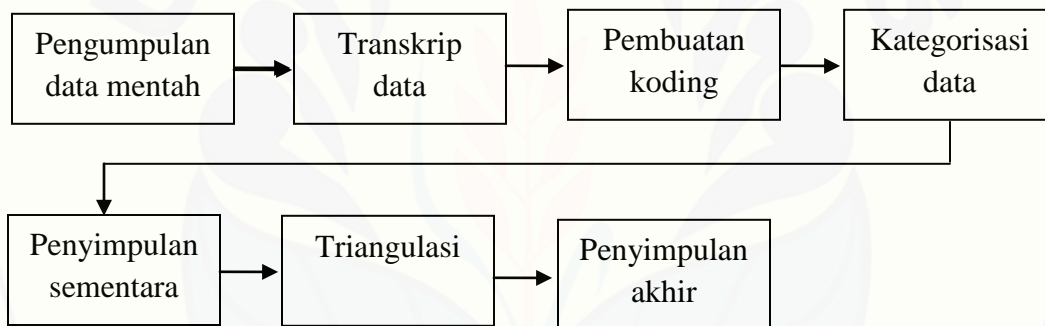 Pengumpulan
data mentah
Transkrip
data
Pembuatan
koding
Kategorisasi
data
Penyimpulan
sementara
Triangulasi
Penyimpulan
akhir